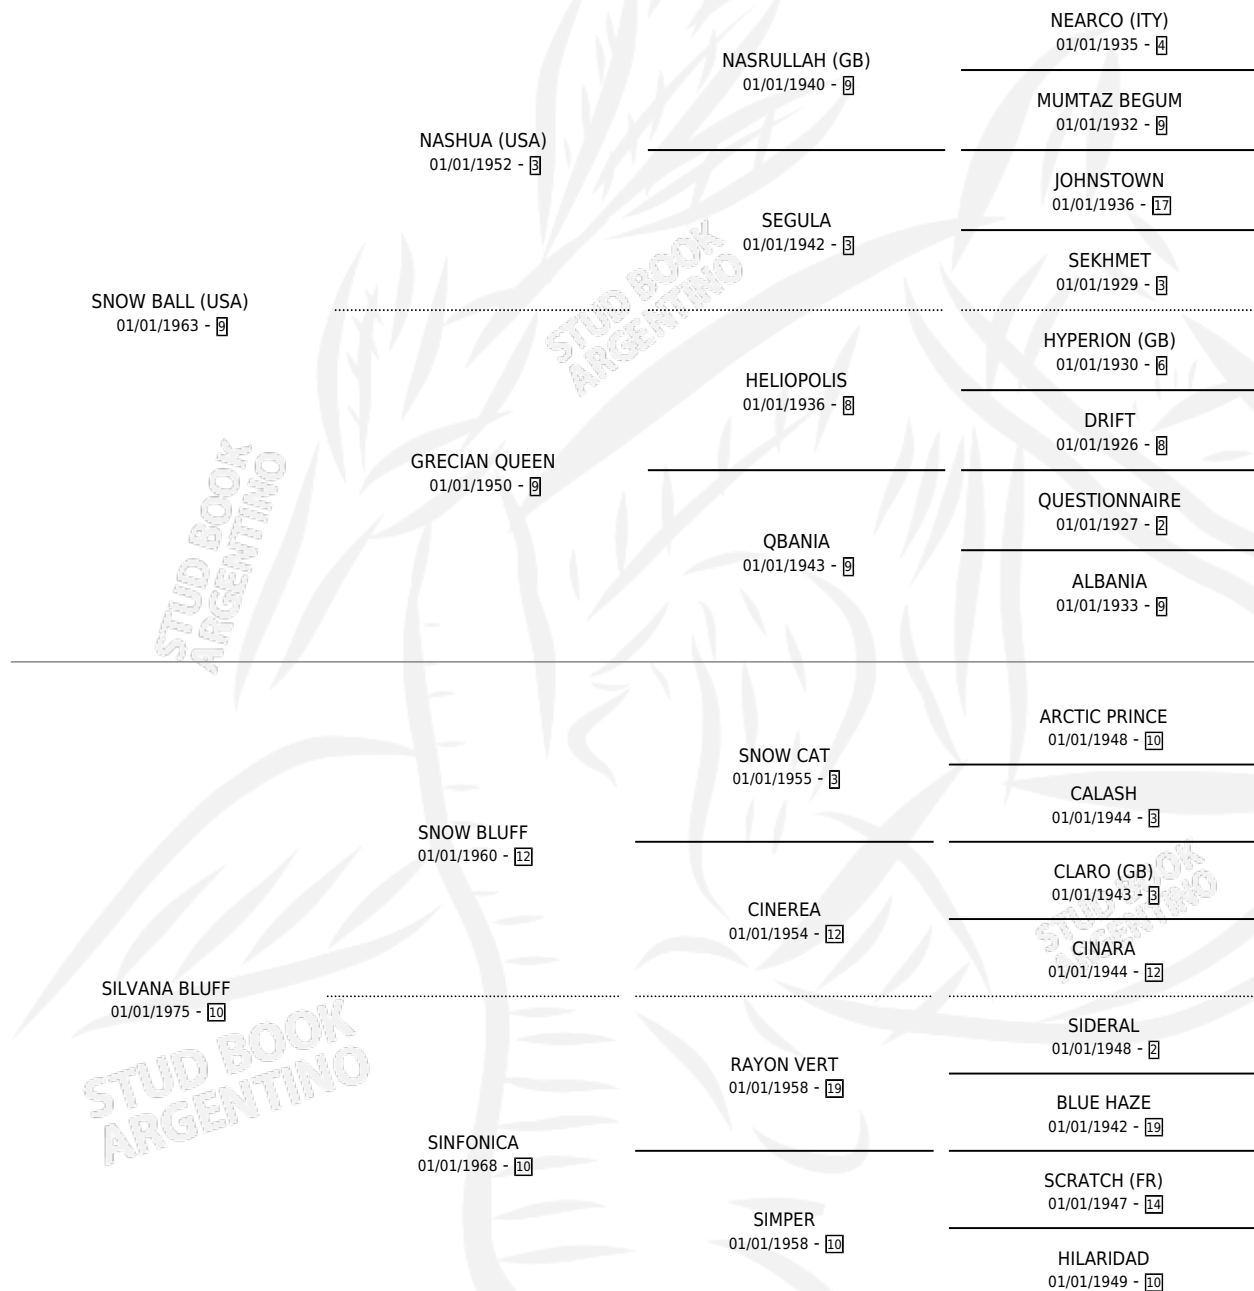 NEARCO (ITY)
01/01/1935 - 4
NASRULLAH (GB)
01/01/1940 - 9
MUMTAZ BEGUM
01/01/1932 - 9
NASHUA (USA)
01/01/1952 - 3
JOHNSTOWN
01/01/1936 - 17
SEGULA
01/01/1942 - 3
SEKHMET
01/01/1929 - 3
SNOW BALL (USA)
01/01/1963 - 9
HYPERION (GB)
01/01/1930 - 6
HELIOPOLIS
01/01/1936 - 8
DRIFT
01/01/1926 - 8
GRECIAN QUEEN
01/01/1950 - 9
QUESTIONNAIRE
01/01/1927 - 2
QBANIA
01/01/1943 - 9
ALBANIA
01/01/1933 - 9
ARCTIC PRINCE
01/01/1948 - 10
SNOW CAT
01/01/1955 - 3
CALASH
01/01/1944 - 3
SNOW BLUFF
01/01/1960 - 12
CLARO (GB)
01/01/1943 - 3
CINEREA
01/01/1954 - 12
CINARA
01/01/1944 - 12
SILVANA BLUFF
01/01/1975 - 10
SIDERAL
01/01/1948 - 2
RAYON VERT
01/01/1958 - 19
BLUE HAZE
01/01/1942 - 19
SINFONICA
01/01/1968 - 10
SCRATCH (FR)
01/01/1947 - 14
SIMPER
01/01/1958 - 10
HILARIDAD
01/01/1949 - 10
STUD BOOK
ARGENTINO
STUD BOOK
ARGENTINO
STUD BOOK
ARGENTINO
STUD BOOK
ARGENTINO